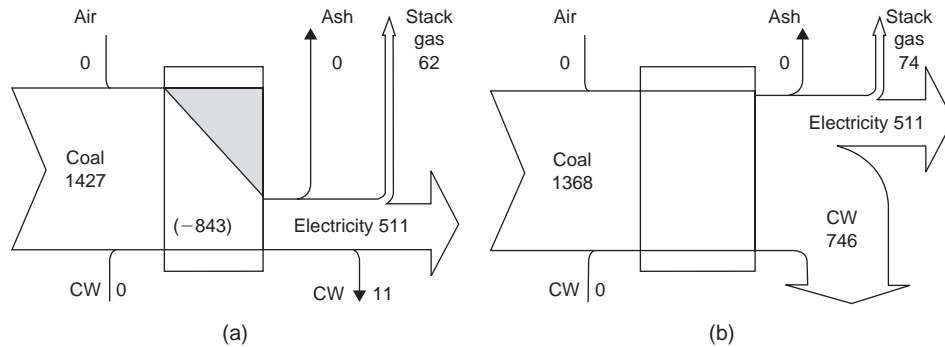 Air
0
Ash
0
Stack
gas
62
Coal
1427
(−843)
Electricity 511
CW 0
CW 11
(a)
Air
0
Ash
0
Stack
gas
74
Electricity 511
Coal
1368
CW
746
CW 0
(b)